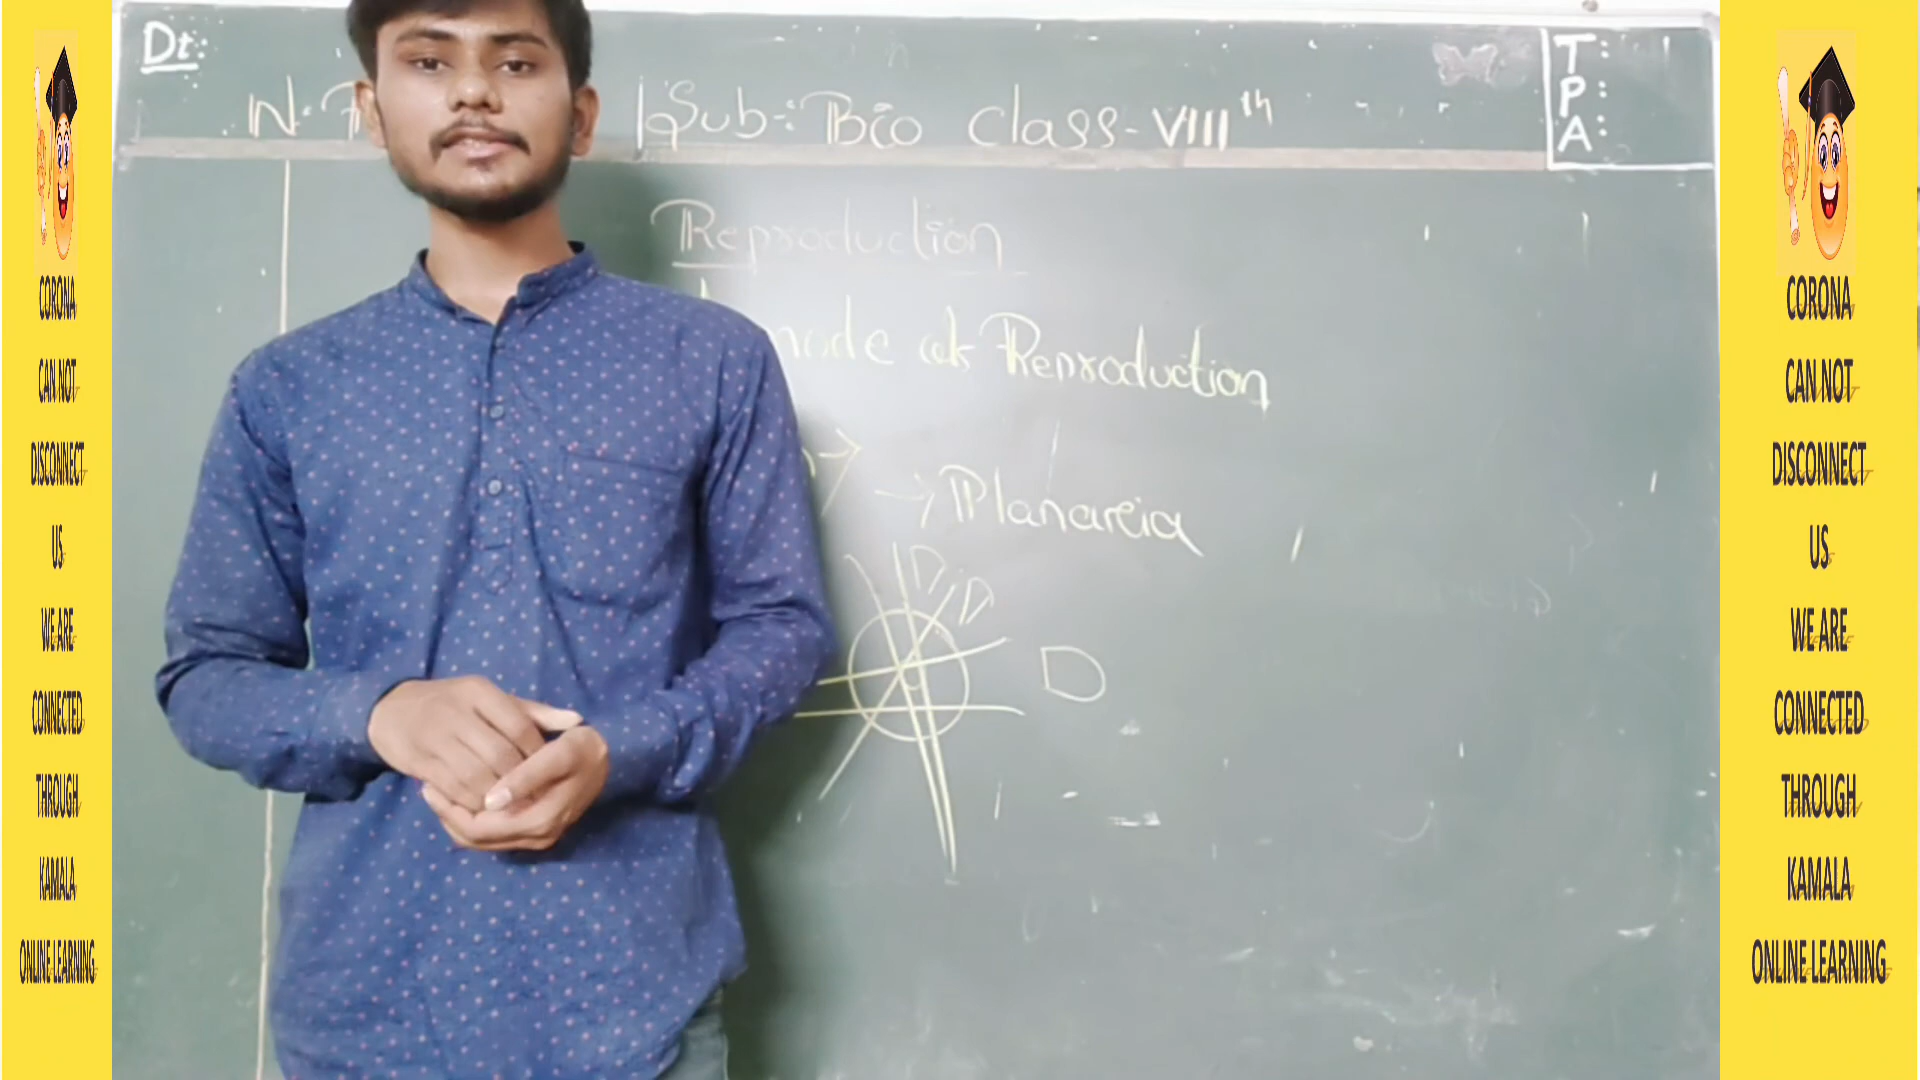 Dt:
Sub-: Bio Class- VIIIth
T:
P:
A:
Reproduction
mode of Reproduction
→ Planareia
D D
D
CORONA
CAN NOT
DISCONNECT
US
WE ARE
CONNECTED
THROUGH
KAMALA
ONLINE LEARNING
CORONA
CAN NOT
DISCONNECT
US
WE ARE
CONNECTED
THROUGH
KAMALA
ONLINE LEARNING